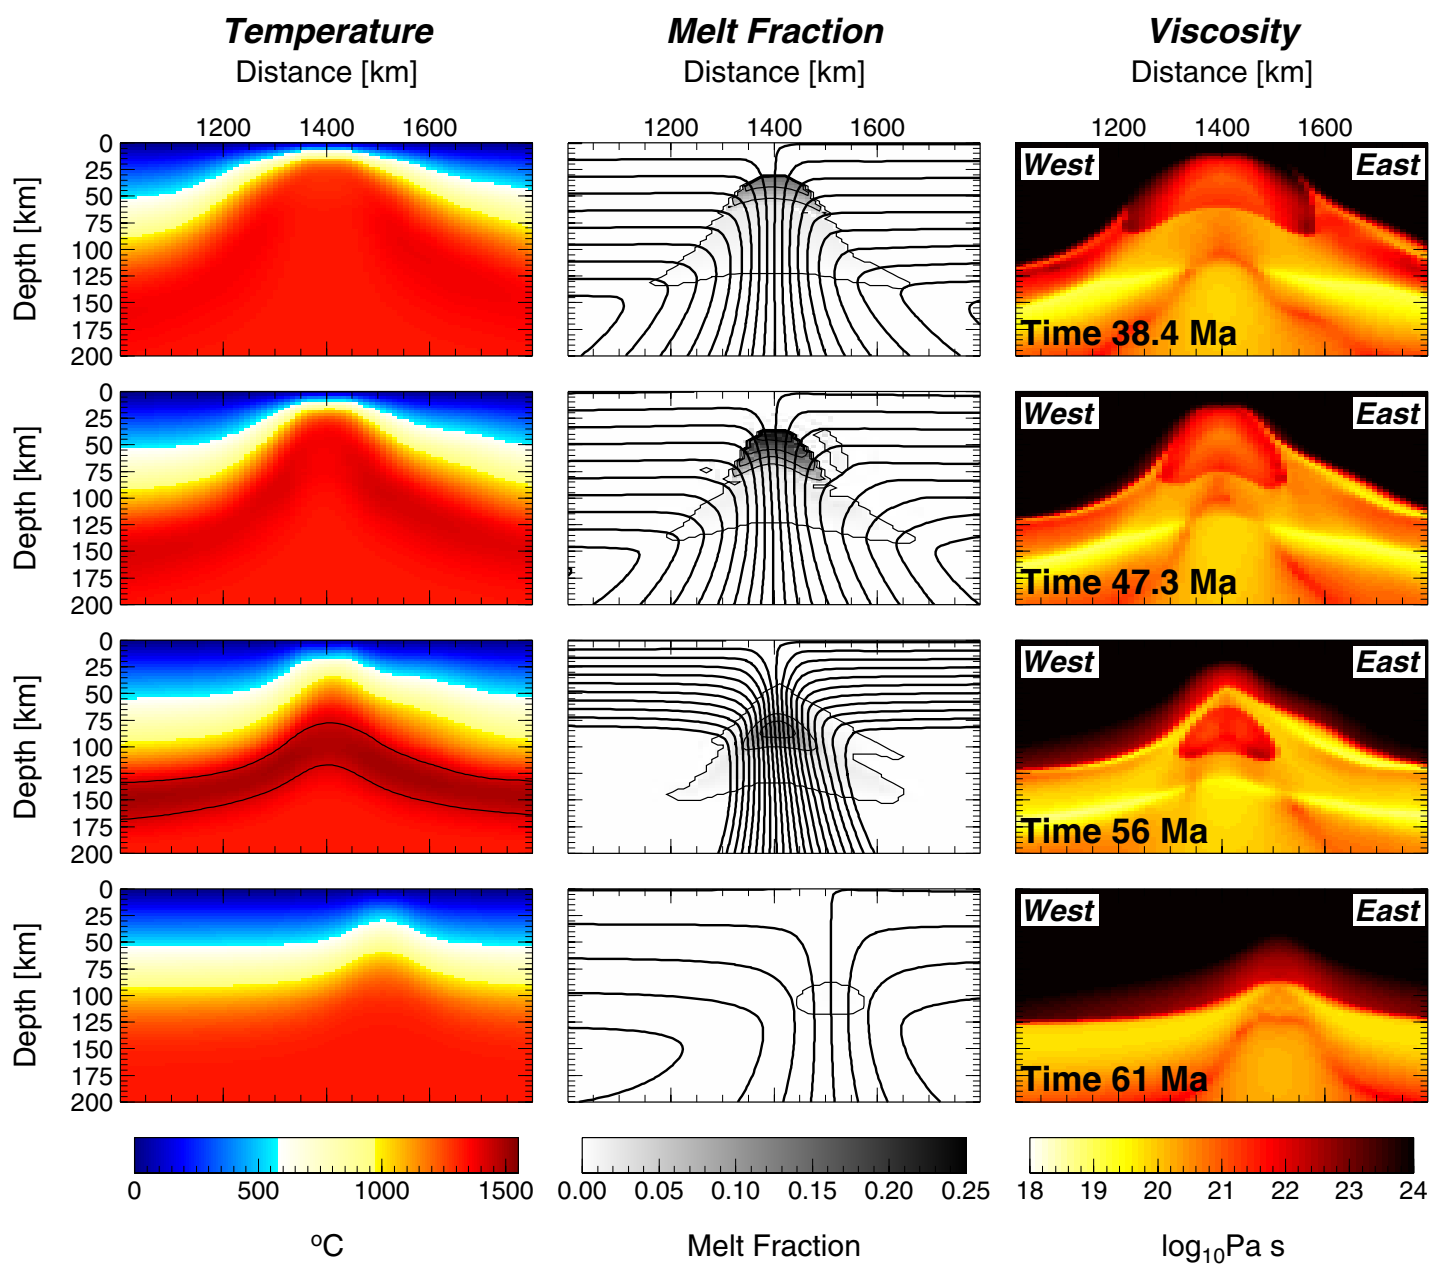 Temperature Melt Fraction Viscosity
Distance [km] Distance [km] Distance [km]
1200 1400 1600 1200 1400 1600 1200 1400 1600
0
25
50
75
100
125
150
175
200
Depth [km]
West East
Time 38.4 Ma
0
25
50
75
100
125
150
175
200
Depth [km]
West East
Time 47.3 Ma
0
25
50
75
100
125
150
175
200
Depth [km]
West East
Time 56 Ma
0
25
50
75
100
125
150
175
200
Depth [km]
West East
Time 61 Ma
0 500 1000 1500 0.00 0.05 0.10 0.15 0.20 0.25 18 19 20 21 22 23 24
ºC Melt Fraction log₁₀Pa s